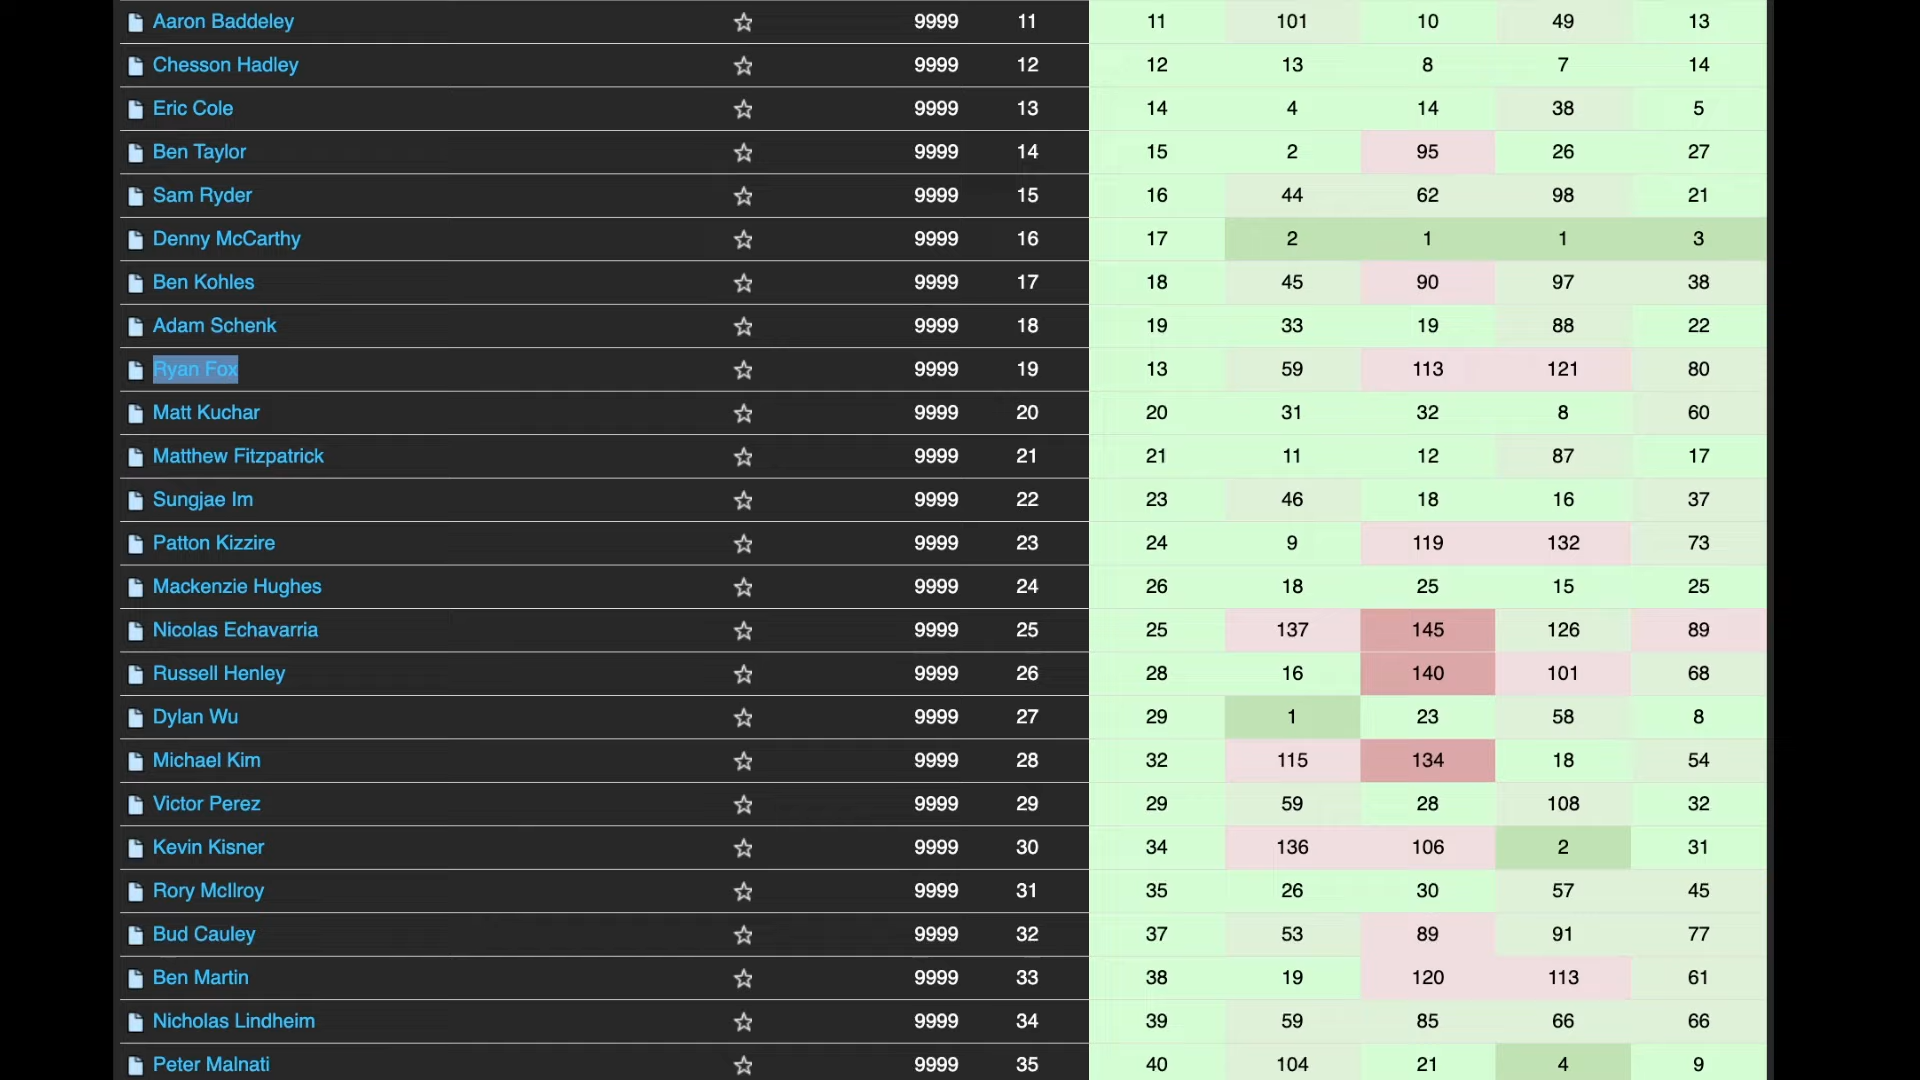 Aaron Baddeley 9999 11 11 101 10 49 13
Chesson Hadley 9999 12 12 13 8 7 14
Eric Cole 9999 13 14 4 14 38 5
Ben Taylor 9999 14 15 2 95 26 27
Sam Ryder 9999 15 16 44 62 98 21
Denny McCarthy 9999 16 17 2 1 1 3
Ben Kohles 9999 17 18 45 90 97 38
Adam Schenk 9999 18 19 33 19 88 22
Ryan Fox 9999 19 13 59 113 121 80
Matt Kuchar 9999 20 20 31 32 8 60
Matthew Fitzpatrick 9999 21 21 11 12 87 17
Sungjae Im 9999 22 23 46 18 16 37
Patton Kizzire 9999 23 24 9 119 132 73
Mackenzie Hughes 9999 24 26 18 25 15 25
Nicolas Echavarria 9999 25 25 137 145 126 89
Russell Henley 9999 26 28 16 140 101 68
Dylan Wu 9999 27 29 1 23 58 8
Michael Kim 9999 28 32 115 134 18 54
Victor Perez 9999 29 29 59 28 108 32
Kevin Kisner 9999 30 34 136 106 2 31
Rory McIlroy 9999 31 35 26 30 57 45
Bud Cauley 9999 32 37 53 89 91 77
Ben Martin 9999 33 38 19 120 113 61
Nicholas Lindheim 9999 34 39 59 85 66 66
Peter Malnati 9999 35 40 104 21 4 9